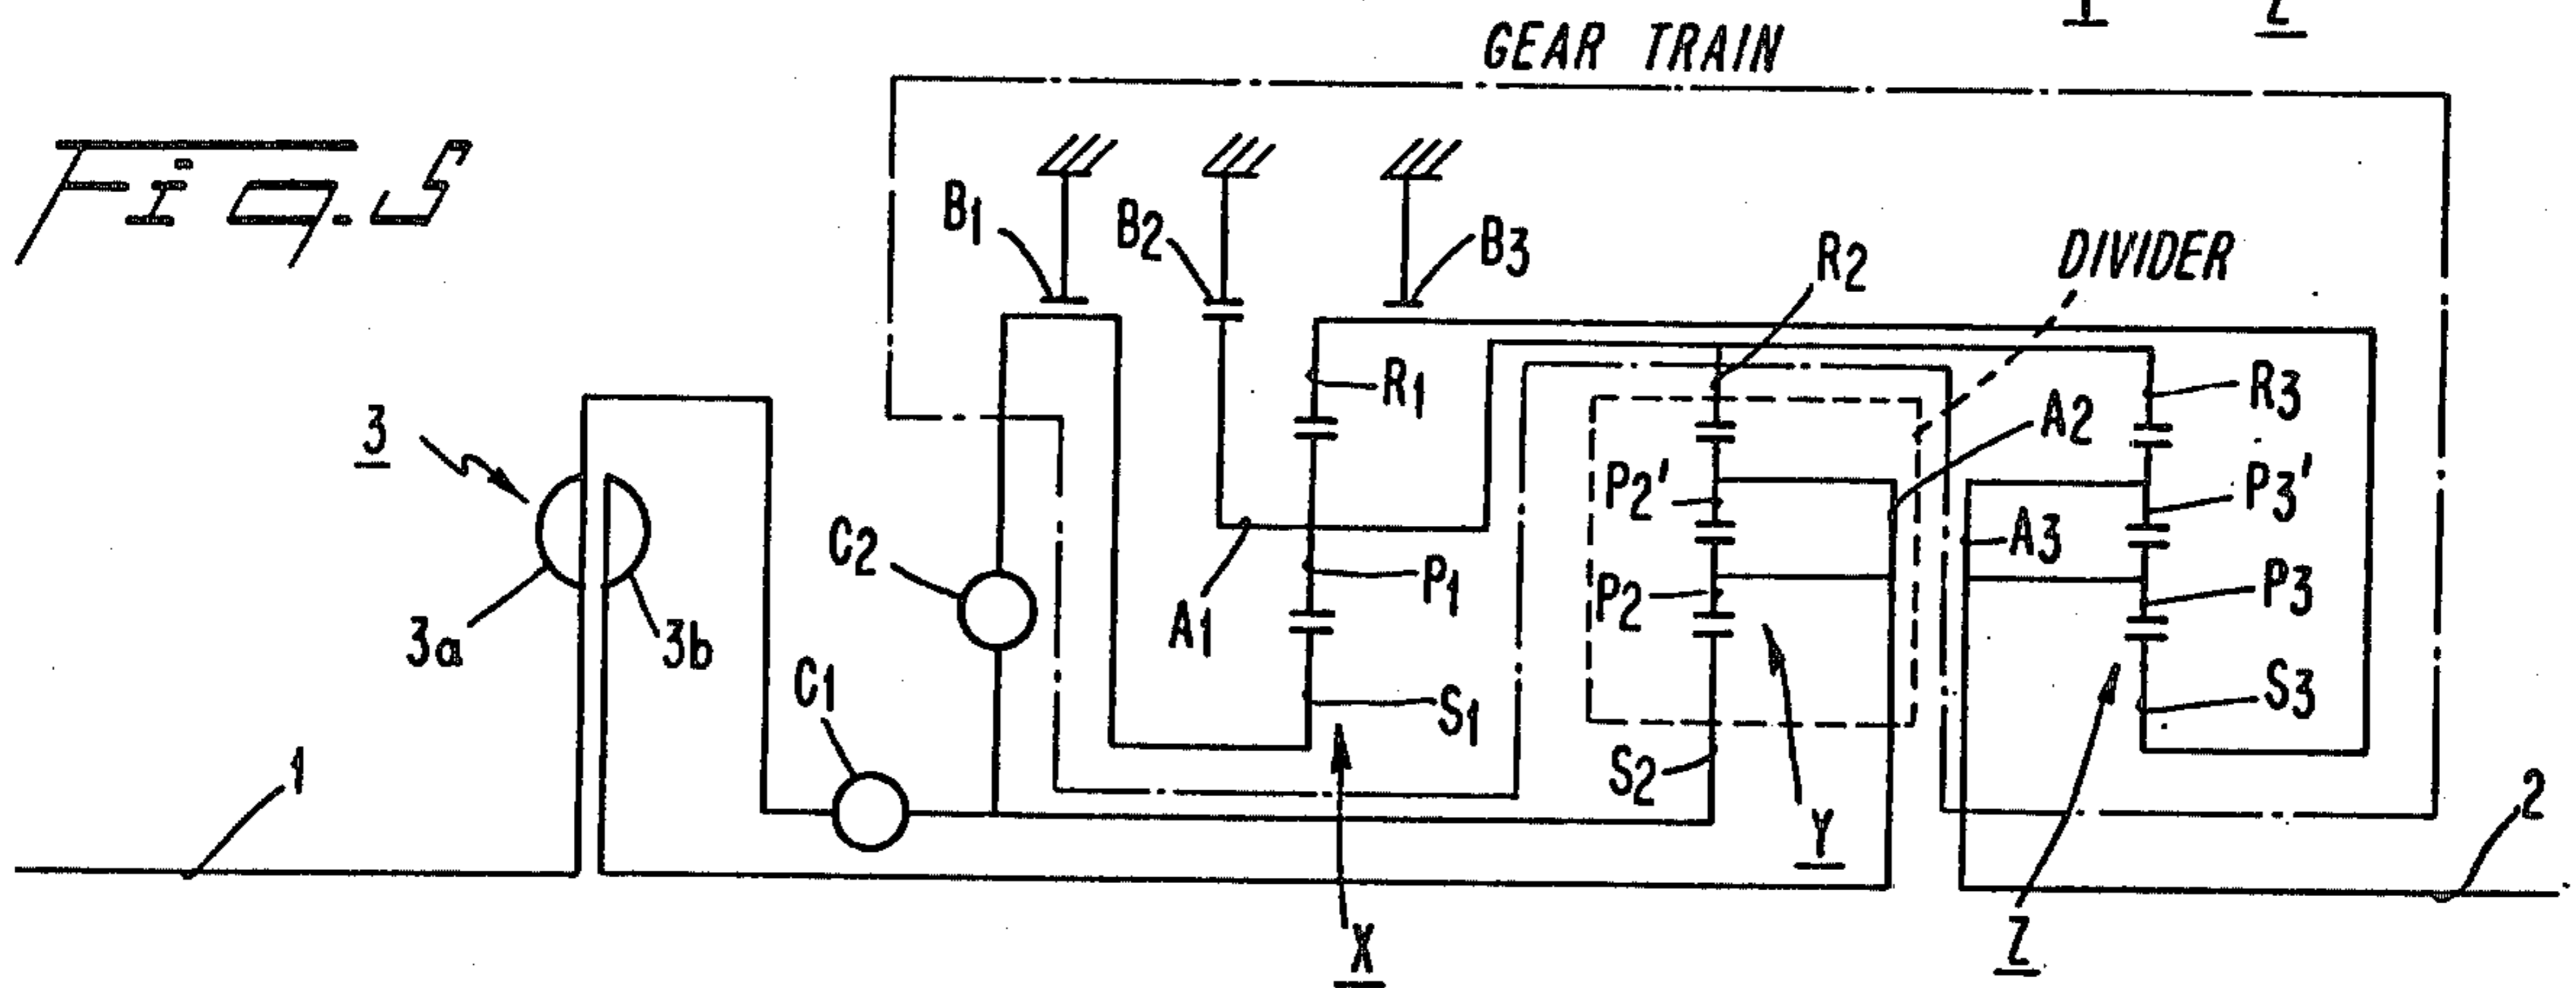 Y Z
GEAR TRAIN
Fig. 5
B1
B2
B3
R2
DIVIDER
R1
R3
A2
3
P2'
P3'
C2
A3
3a
3b
A1
P1
P2
P3
C1
S1
S2
S3
1
Y
2
X
Z